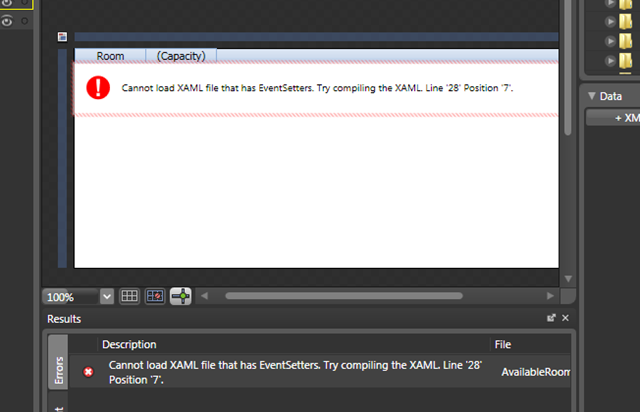 Room (Capacity)
Cannot load XAML file that has EventSetters. Try compiling the XAML. Line '28' Position '7'.
Data
+ XM
100%
Results
Description File
Errors
Cannot load XAML file that has EventSetters. Try compiling the XAML. Line '28'
Position '7'.
AvailableRoom